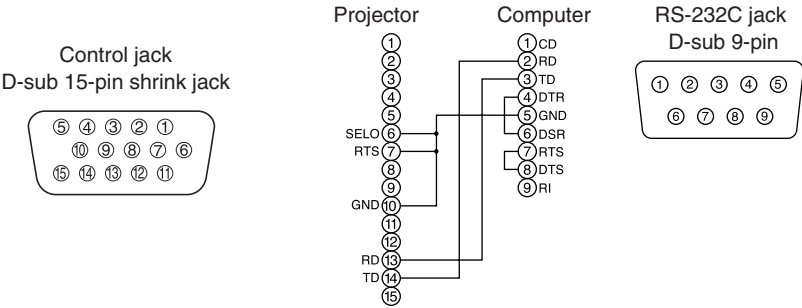 Control jack
D-sub 15-pin shrink jack
⑤ ④ ③ ② ①
⑩ ⑨ ⑧ ⑦ ⑥
⑮ ⑭ ⑬ ⑫ ⑪
Projector
①
②
③
④
⑤
SELO ⑥
RTS ⑦
⑧
⑨
GND ⑩
⑪
⑫
RD ⑬
TD ⑭
⑮
Computer
① CD
② RD
③ TD
④ DTR
⑤ GND
⑥ DSR
⑦ RTS
⑧ DTS
⑨ RI
RS-232C jack
D-sub 9-pin
① ② ③ ④ ⑤
⑥ ⑦ ⑧ ⑨